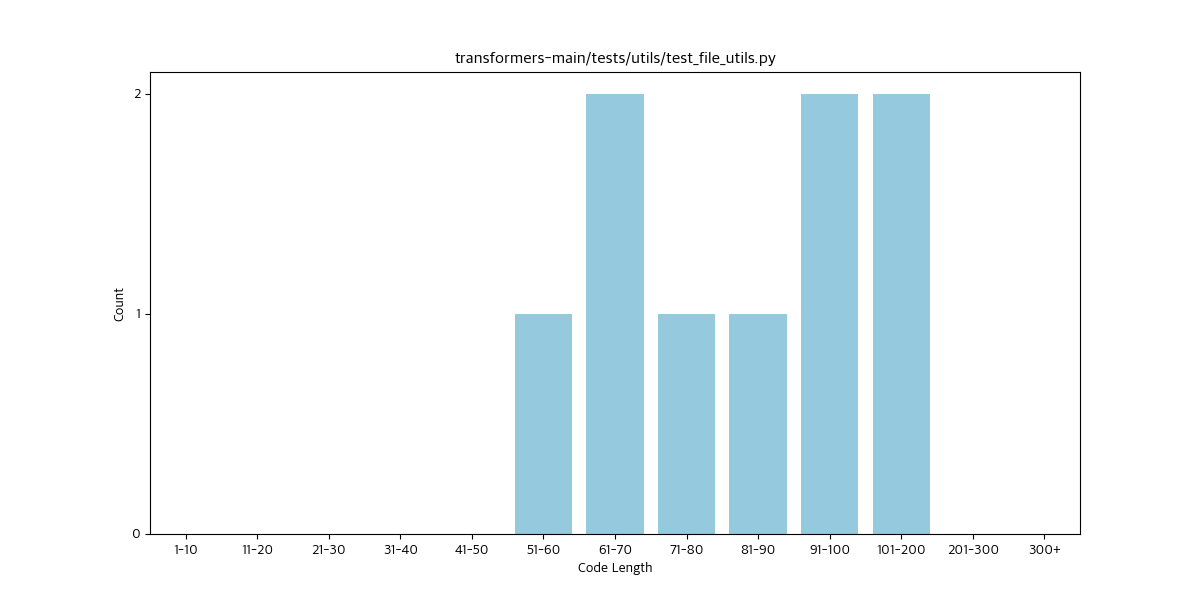 transformers-main/tests/utils/test_file_utils.py
2
1
0
Count
1-10 11-20 21-30 31-40 41-50 51-60 61-70 71-80 81-90 91-100 101-200 201-300 300+
Code Length